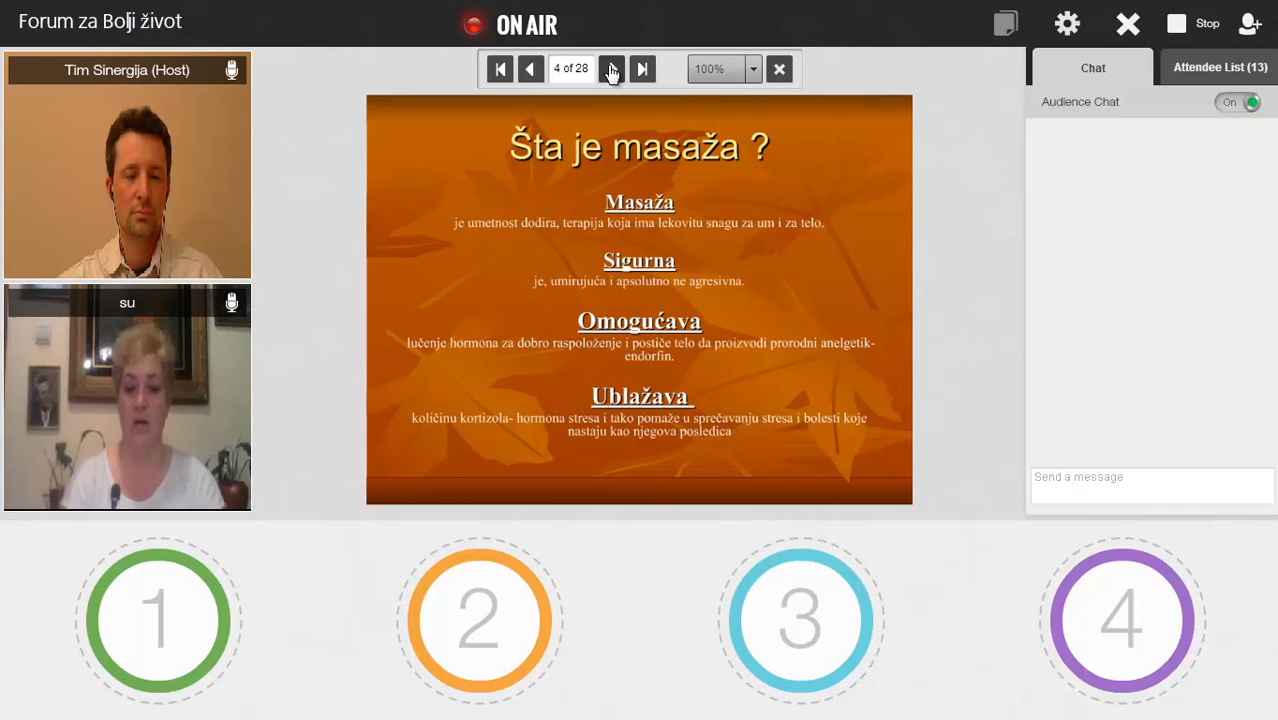 Forum za Bolji život
ON AIR
Stop
Tim Sinergija (Host)
su
4 of 28
100%
Šta je masaža ?
Masaža
je umetnost dodira, terapija koja ima lekovitu snagu za um i za telo.
Sigurna
je, umirujuća i apsolutno ne agresivna.
Omogućava
lučenje hormona za dobro raspoloženje i postiče telo da proizvodi prorodni anelgetik-
endorfin.
Ublažava
količinu kortizola- hormona stresa i tako pomaže u sprečavanju stresa i bolesti koje
nastaju kao njegova posledica
Chat
Attendee List (13)
Audience Chat
On
Send a message
1
2
3
4